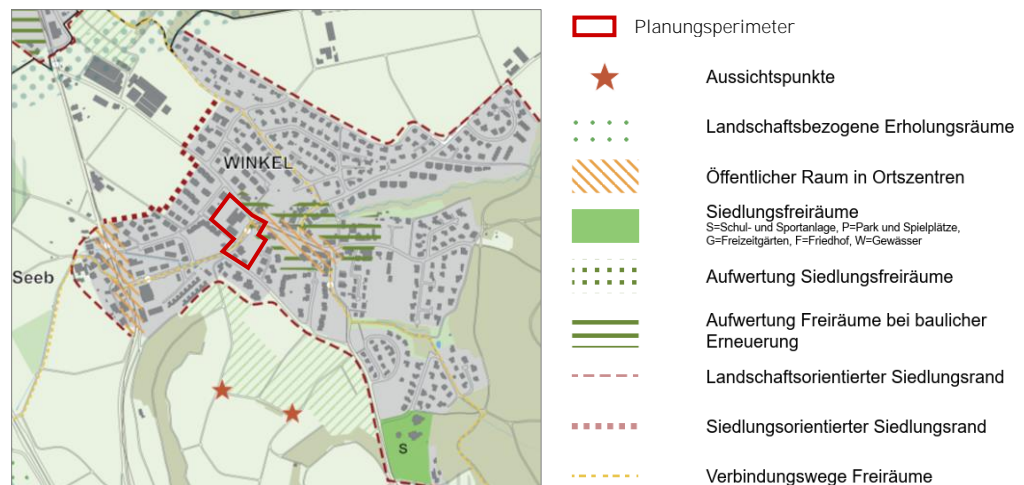 WINKEL
Seeb
S
Planungsperimeter
Aussichtspunkte
Landschaftsbezogene Erholungsräume
Öffentlicher Raum in Ortszentren
Siedlungsfreiräume
S=Schul- und Sportanlage, P=Park und Spielplätze,
G=Freizeitgärten, F=Friedhof, W=Gewässer
Aufwertung Siedlungsfreiräume
Aufwertung Freiräume bei baulicher
Erneuerung
Landschaftsorientierter Siedlungsrand
Siedlungsorientierter Siedlungsrand
Verbindungswege Freiräume